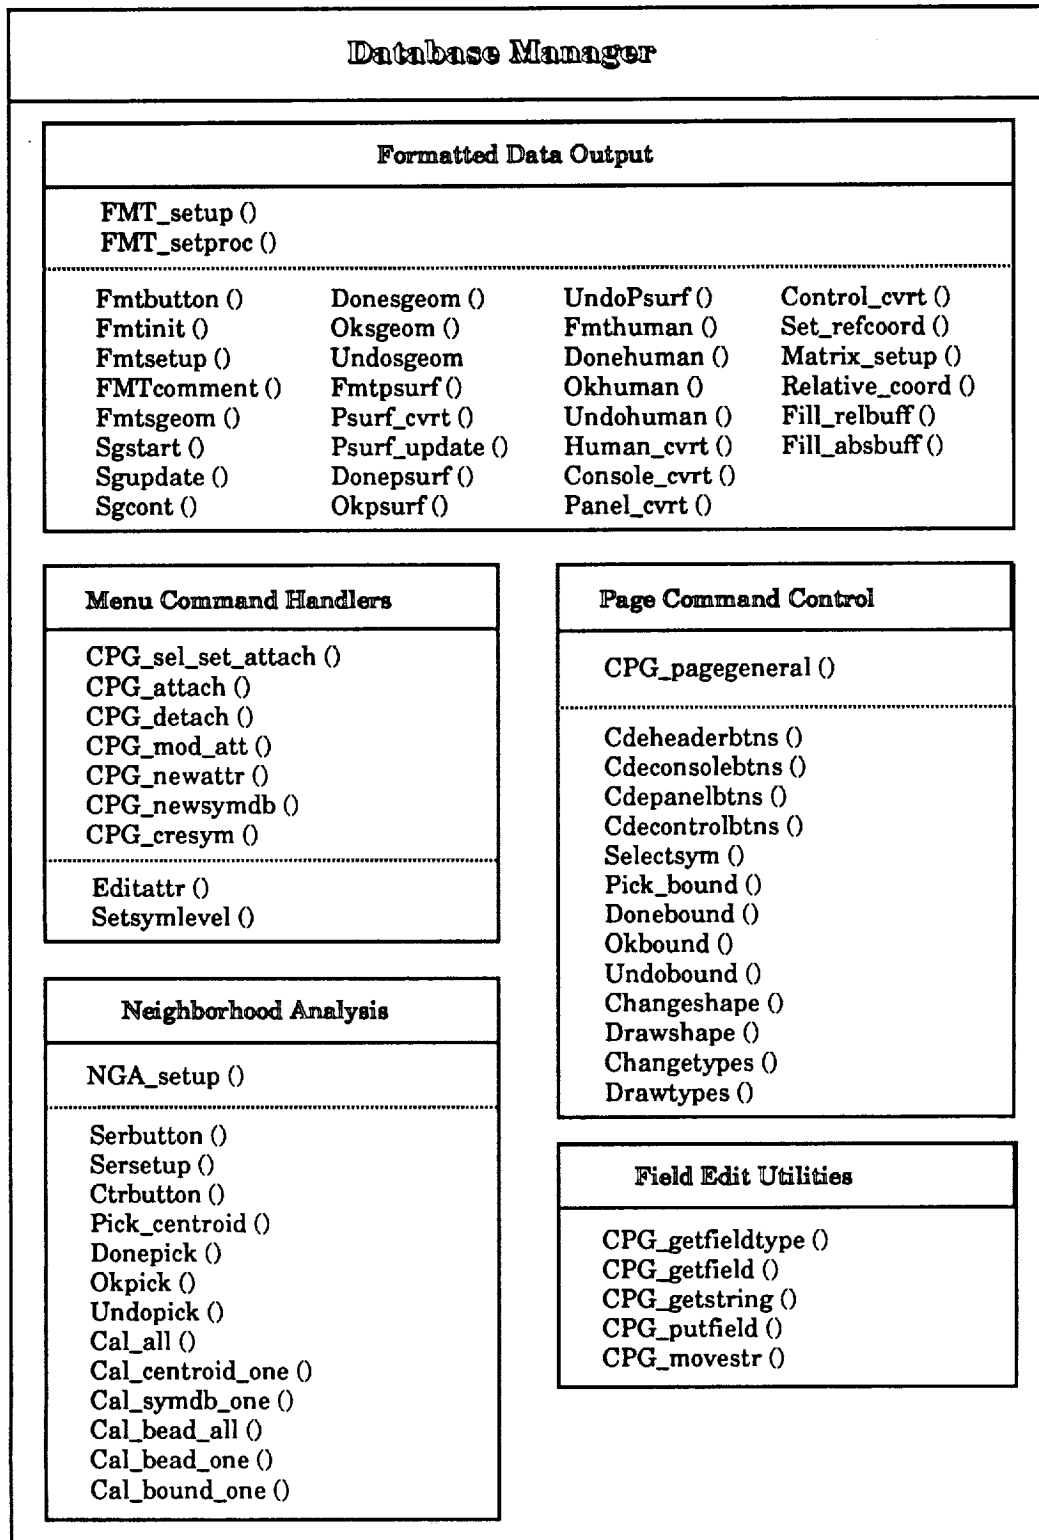 Database Manager
Formatted Data Output
FMT_setup ()
FMT_setproc ()
Fmtbutton () Donesgeom () UndoPsurf () Control_cvrt ()
Fmtinit () Oksgeom () Fmthuman () Set_refcoord ()
Fmtsetup () Undosgeom Donehuman () Matrix_setup ()
FMTcomment () Fmtpsurf () Okhuman () Relative_coord ()
Fmtsgeom () Psurf_cvrt () Undohuman () Fill_relbuff ()
Sgstart () Psurf_update () Human_cvrt () Fill_absbuff ()
Sgupdate () Donepsurf () Console_cvrt ()
Sgcont () Okpsurf () Panel_cvrt ()
Menu Command Handlers
CPG_sel_set_attach ()
CPG_attach ()
CPG_detach ()
CPG_mod_att ()
CPG_newattr ()
CPG_newsymdb ()
CPG_cresym ()
Editattr ()
Setsymlevel ()
Neighborhood Analysis
NGA_setup ()
Serbutton ()
Sersetup ()
Ctrbutton ()
Pick_centroid ()
Donepick ()
Okpick ()
Undopick ()
Cal_all ()
Cal_centroid_one ()
Cal_symdb_one ()
Cal_bead_all ()
Cal_bead_one ()
Cal_bound_one ()
Page Command Control
CPG_pagegeneral ()
Cdeheaderbtns ()
Cdeconsolebtns ()
Cdepanelbtns ()
Cdecontrolbtns ()
Selectsym ()
Pick_bound ()
Donebound ()
Okbound ()
Undobound ()
Changeshape ()
Drawshape ()
Changetypes ()
Drawtypes ()
Field Edit Utilities
CPG_getfieldtype ()
CPG_getfield ()
CPG_getstring ()
CPG_putfield ()
CPG_movestr ()